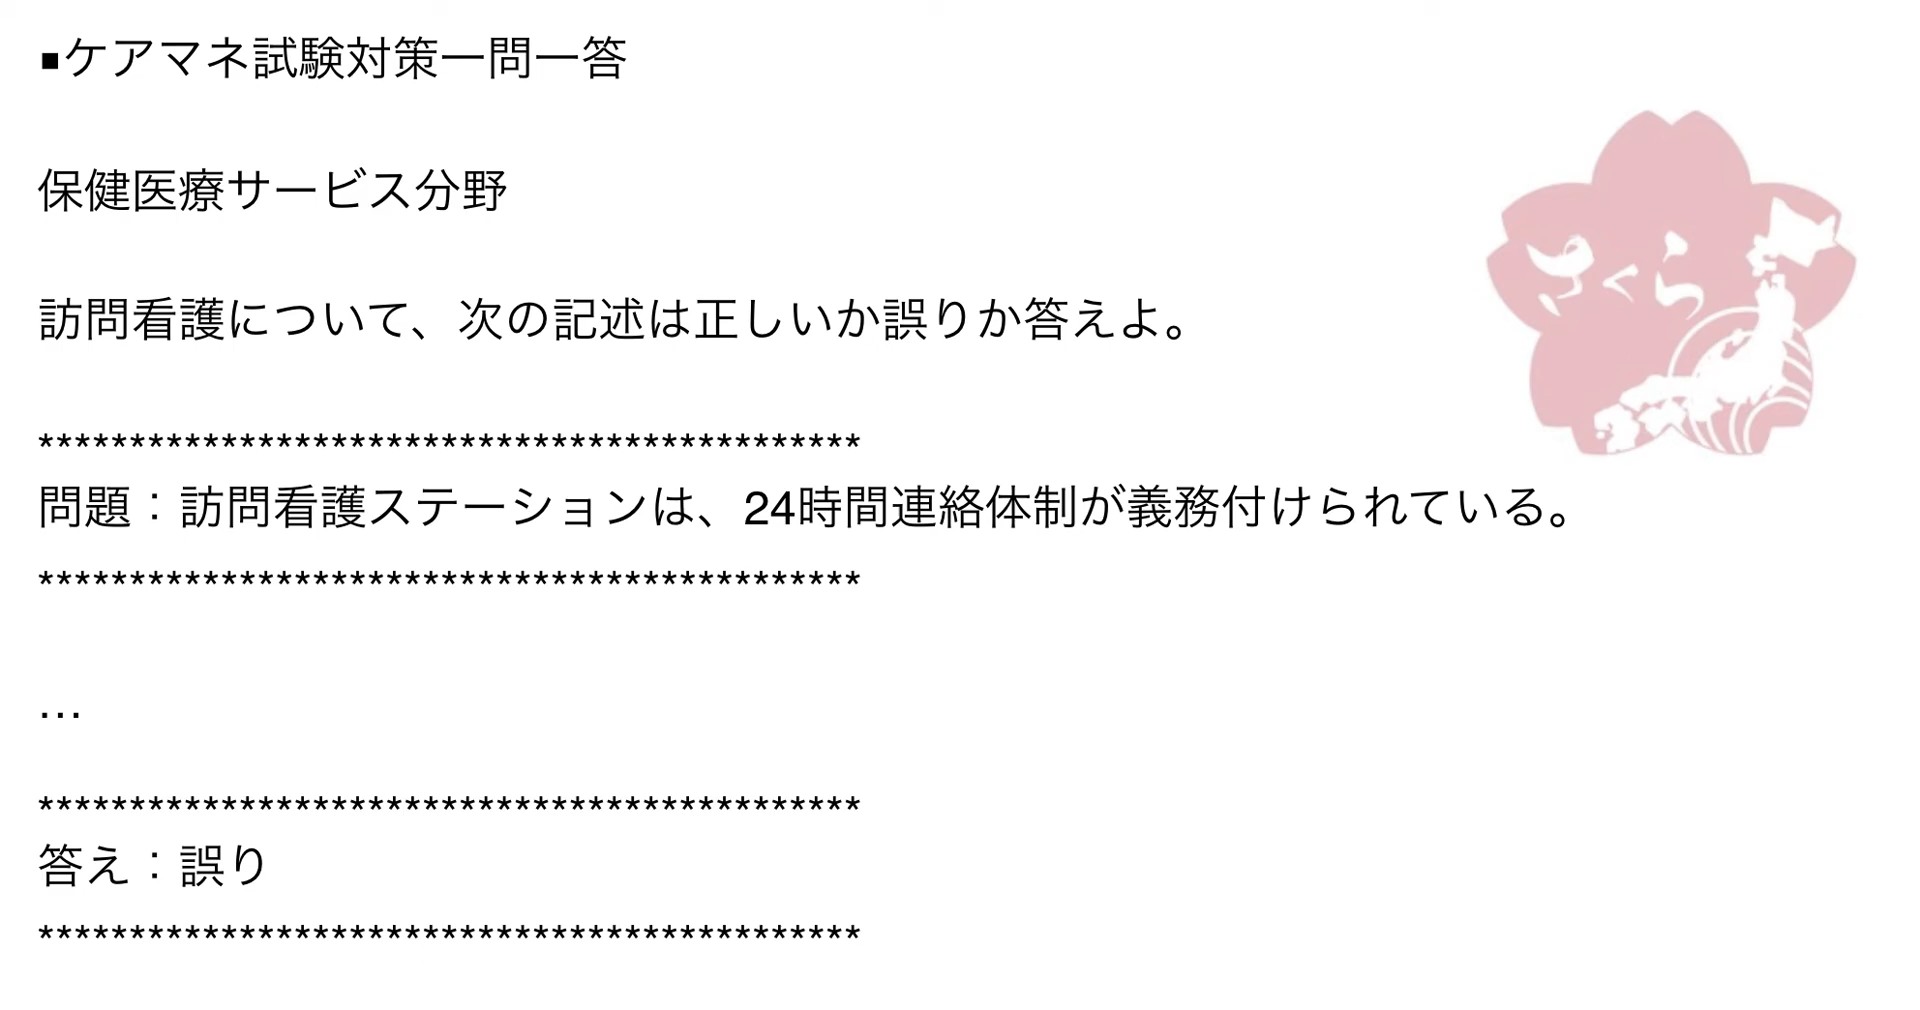 ▪ケアマネ試験対策一問一答
保健医療サービス分野
さくら
訪問看護について、次の記述は正しいか誤りか答えよ。
*********************************************
問題：訪問看護ステーションは、24時間連絡体制が義務付けられている。
*********************************************
…
*********************************************
答え：誤り
*********************************************